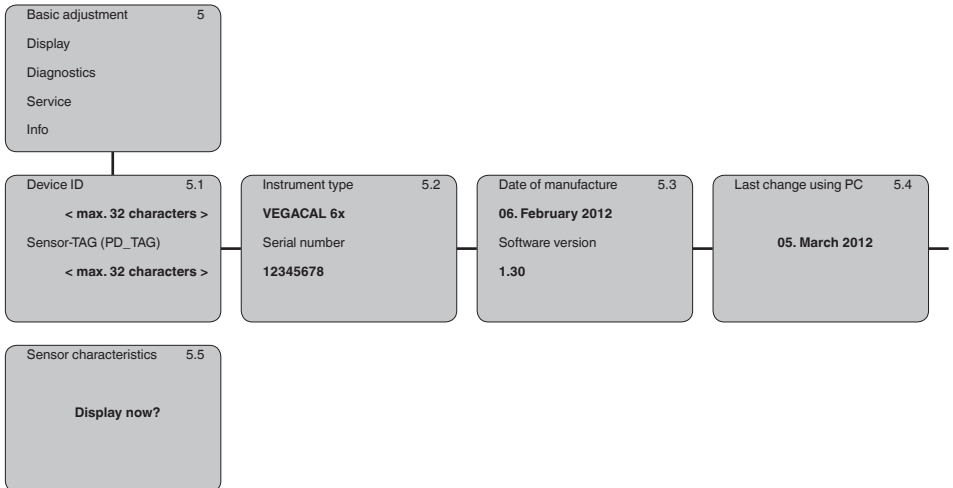 Basic adjustment 5
Display
Diagnostics
Service
Info
Device ID 5.1
< max. 32 characters >
Sensor-TAG (PD_TAG)
< max. 32 characters >
Instrument type 5.2
VEGACAL 6x
Serial number
12345678
Date of manufacture 5.3
06. February 2012
Software version
1.30
Last change using PC 5.4
05. March 2012
Sensor characteristics 5.5
Display now?